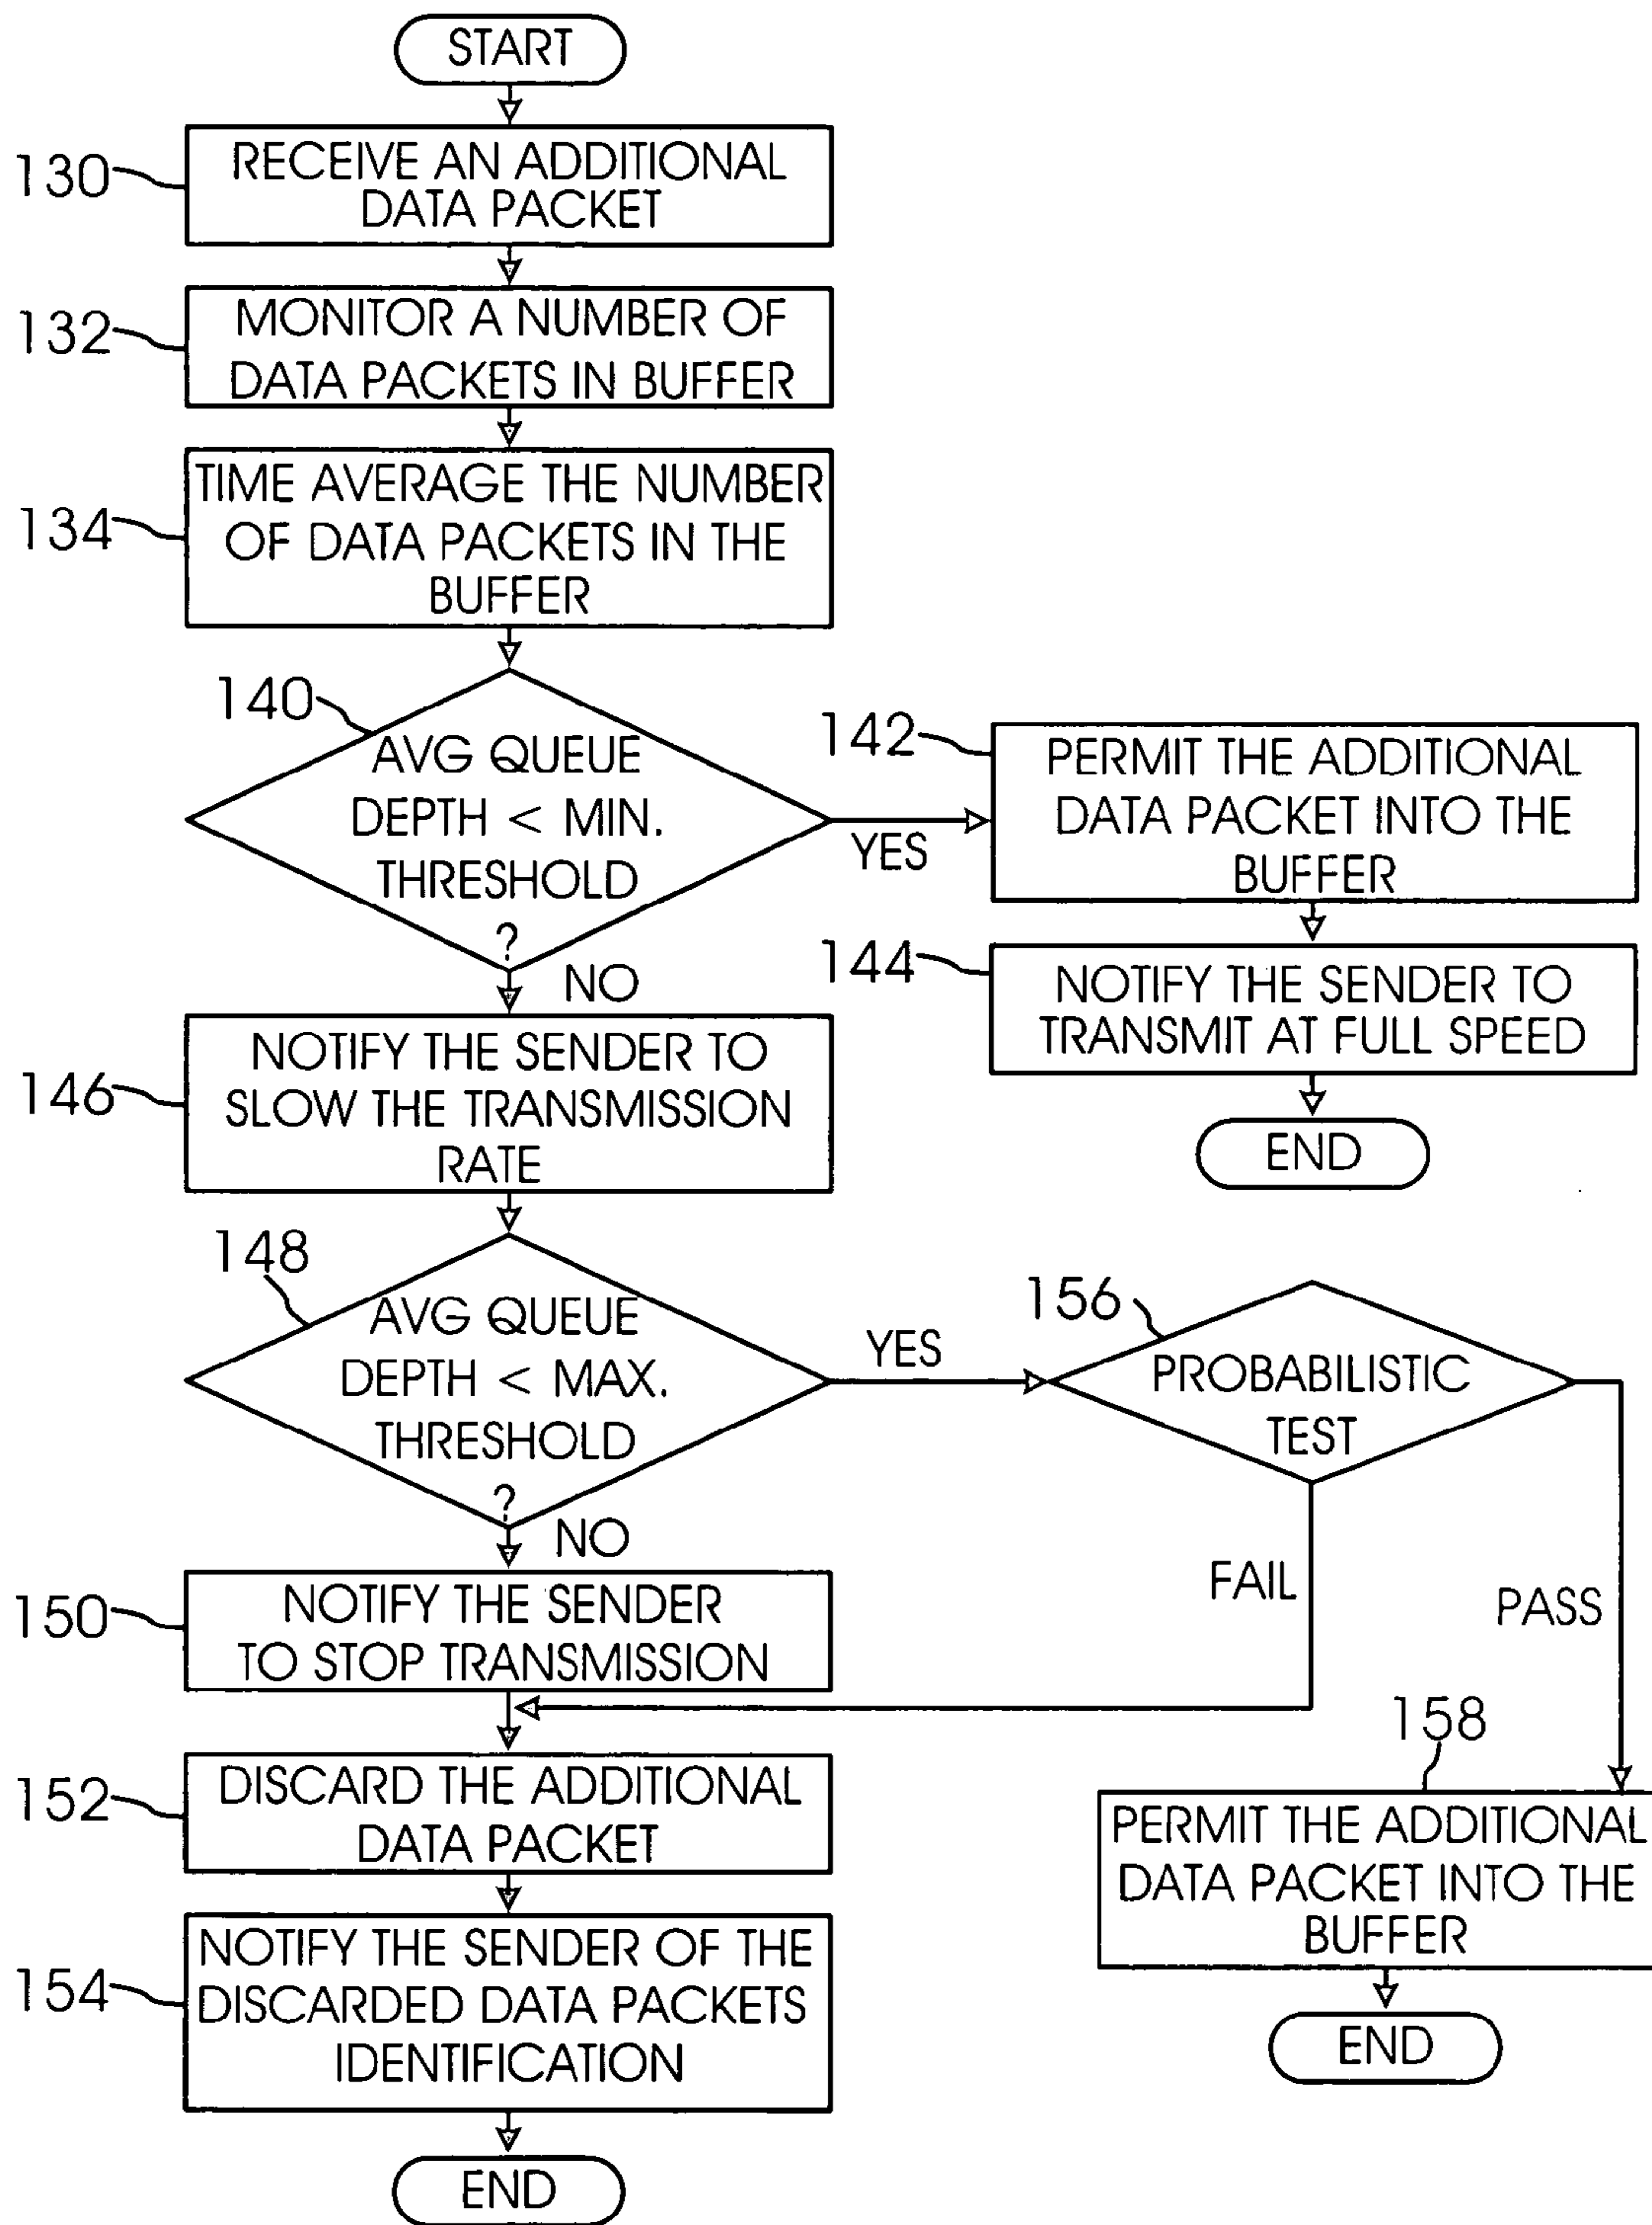 START
130
RECEIVE AN ADDITIONAL
DATA PACKET
132
MONITOR A NUMBER OF
DATA PACKETS IN BUFFER
134
TIME AVERAGE THE NUMBER
OF DATA PACKETS IN THE
BUFFER
140
AVG QUEUE
DEPTH < MIN.
THRESHOLD
?
YES
NO
142
PERMIT THE ADDITIONAL
DATA PACKET INTO THE
BUFFER
144
NOTIFY THE SENDER TO
TRANSMIT AT FULL SPEED
END
146
NOTIFY THE SENDER TO
SLOW THE TRANSMISSION
RATE
148
AVG QUEUE
DEPTH < MAX.
THRESHOLD
?
YES
NO
156
PROBABILISTIC
TEST
FAIL
PASS
150
NOTIFY THE SENDER
TO STOP TRANSMISSION
152
DISCARD THE ADDITIONAL
DATA PACKET
158
PERMIT THE ADDITIONAL
DATA PACKET INTO THE
BUFFER
END
154
NOTIFY THE SENDER OF THE
DISCARDED DATA PACKETS
IDENTIFICATION
END